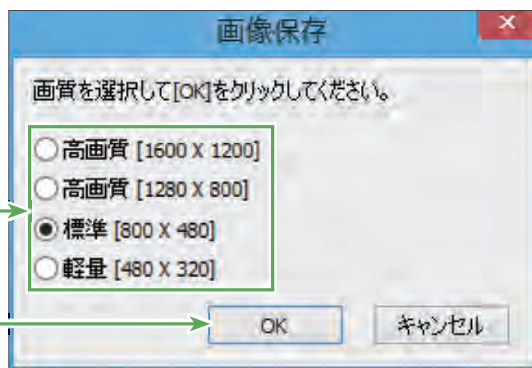 画像保存
画質を選択して[OK]をクリックしてください。
高画質 [1600 X 1200]
高画質 [1280 X 800]
標準 [800 X 480]
軽量 [480 X 320]
OK
キャンセル